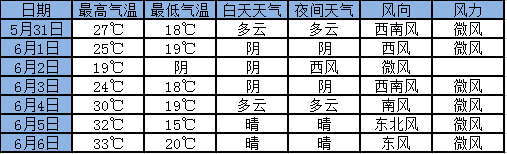 日期 最高气温 最低气温 白天天气 夜间天气 风向 风力
5月31日 27℃ 18℃ 多云 多云 西南风 微风
6月1日 25℃ 19℃ 阴 阴 西风 微风
6月2日 19℃ 阴 阴 西风 微风
6月3日 24℃ 18℃ 阴 阴 西南风 微风
6月4日 30℃ 19℃ 多云 多云 南风 微风
6月5日 32℃ 15℃ 晴 晴 东北风 微风
6月6日 33℃ 20℃ 晴 晴 东风 微风